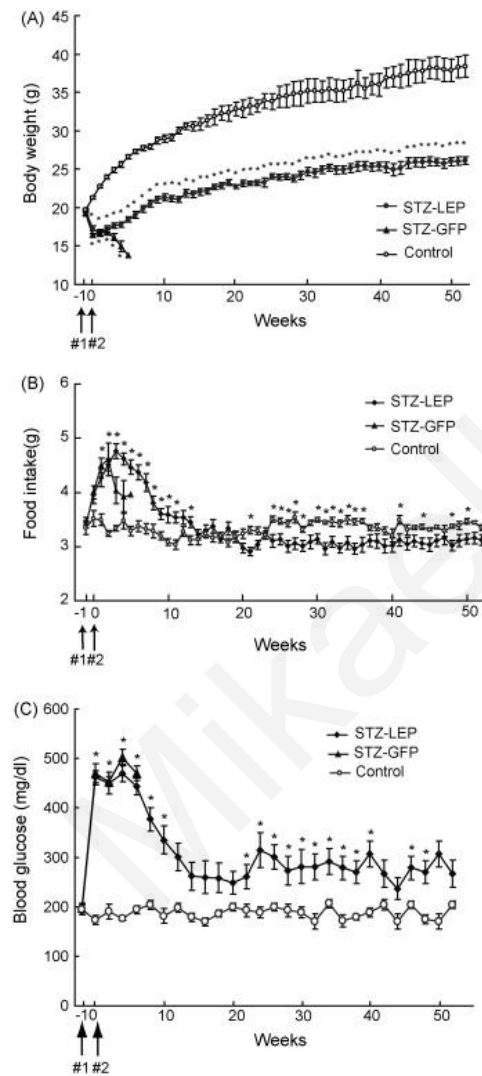 (A)
45
40
35
30
25
20
15
10
Body weight (g)
STZ-LEP
STZ-GFP
Control
-10 10 20 30 40 50
Weeks
#1 #2
(B)
6
5
4
3
2
Food intake(g)
STZ-LEP
STZ-GFP
Control
-10 10 20 30 40 50
Weeks
#1 #2
(C)
600
500
400
300
200
100
0
Blood glucose (mg/dl)
STZ-LEP
STZ-GFP
Control
-10 10 20 30 40 50
Weeks
#1 #2
Mikael